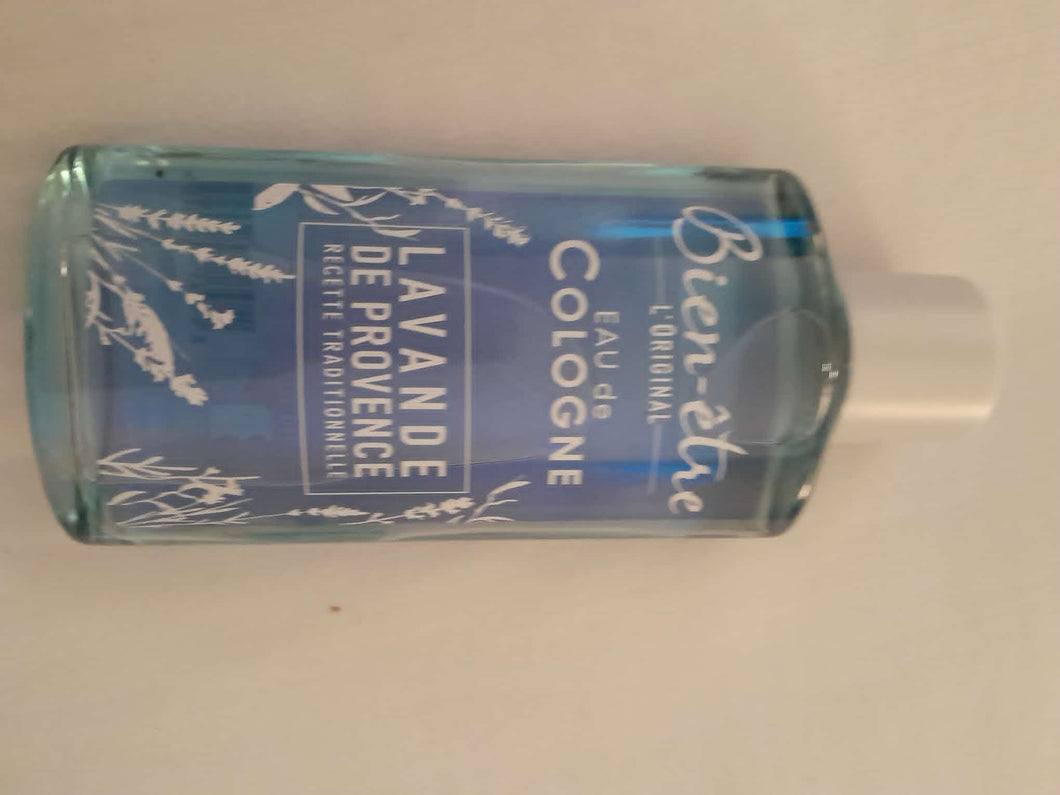 Bien-être
L'ORIGINAL
EAU de
COLOGNE
LAVANDE
DE PROVENCE
RECETTE TRADITIONNELLE